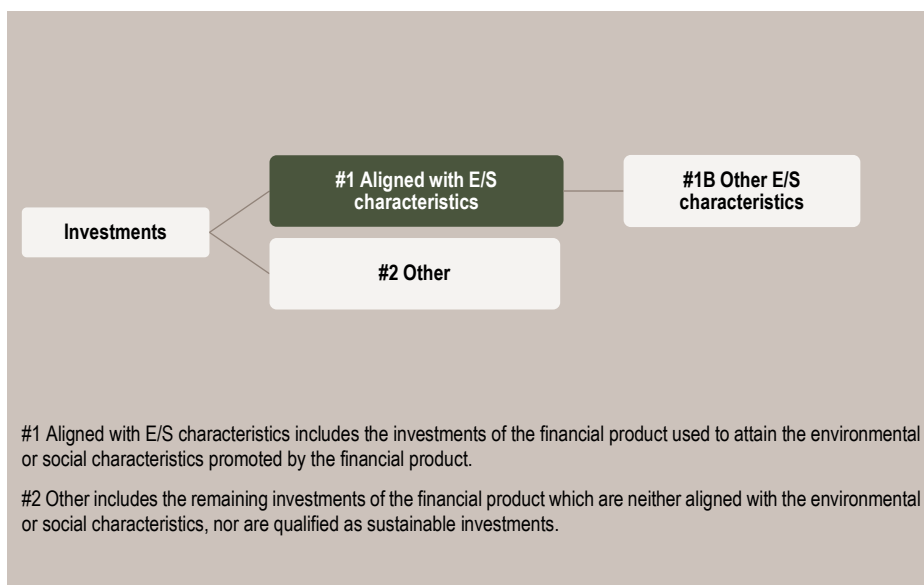 #1 Aligned with E/S
characteristics
#1B Other E/S
characteristics
Investments
#2 Other
#1 Aligned with E/S characteristics includes the investments of the financial product used to attain the environmental
or social characteristics promoted by the financial product.
#2 Other includes the remaining investments of the financial product which are neither aligned with the environmental
or social characteristics, nor are qualified as sustainable investments.